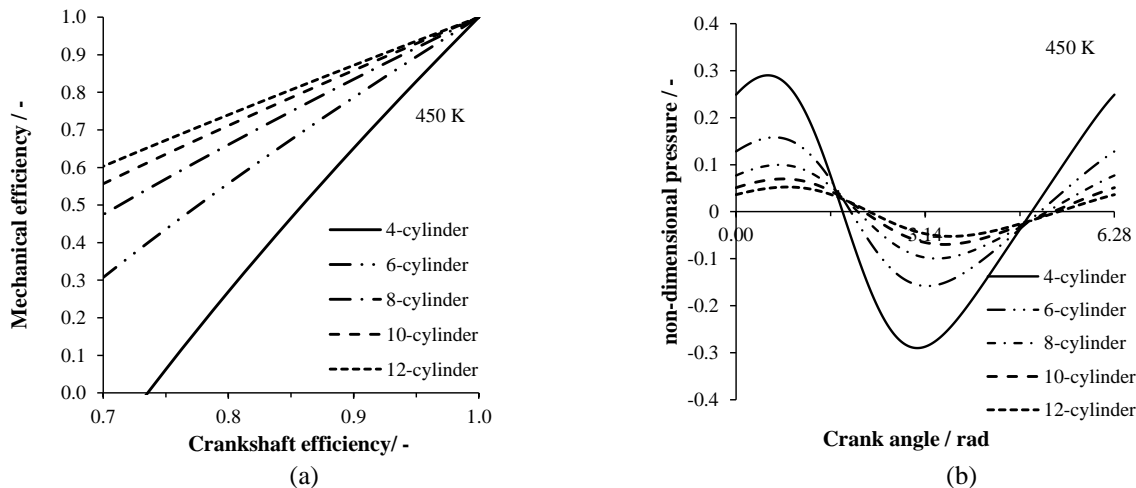 1.0
0.9
0.8
0.7
0.6
0.5
0.4
0.3
0.2
0.1
0.0
Mechanical efficiency / -
450 K
4-cylinder
6-cylinder
8-cylinder
10-cylinder
12-cylinder
0.7
0.8
0.9
1.0
Crankshaft efficiency/ -
(a)
0.4
0.3
0.2
0.1
0
-0.1
-0.2
-0.3
-0.4
non-dimensional pressure / -
450 K
0.00
3.14
6.28
4-cylinder
6-cylinder
8-cylinder
10-cylinder
12-cylinder
Crank angle / rad
(b)